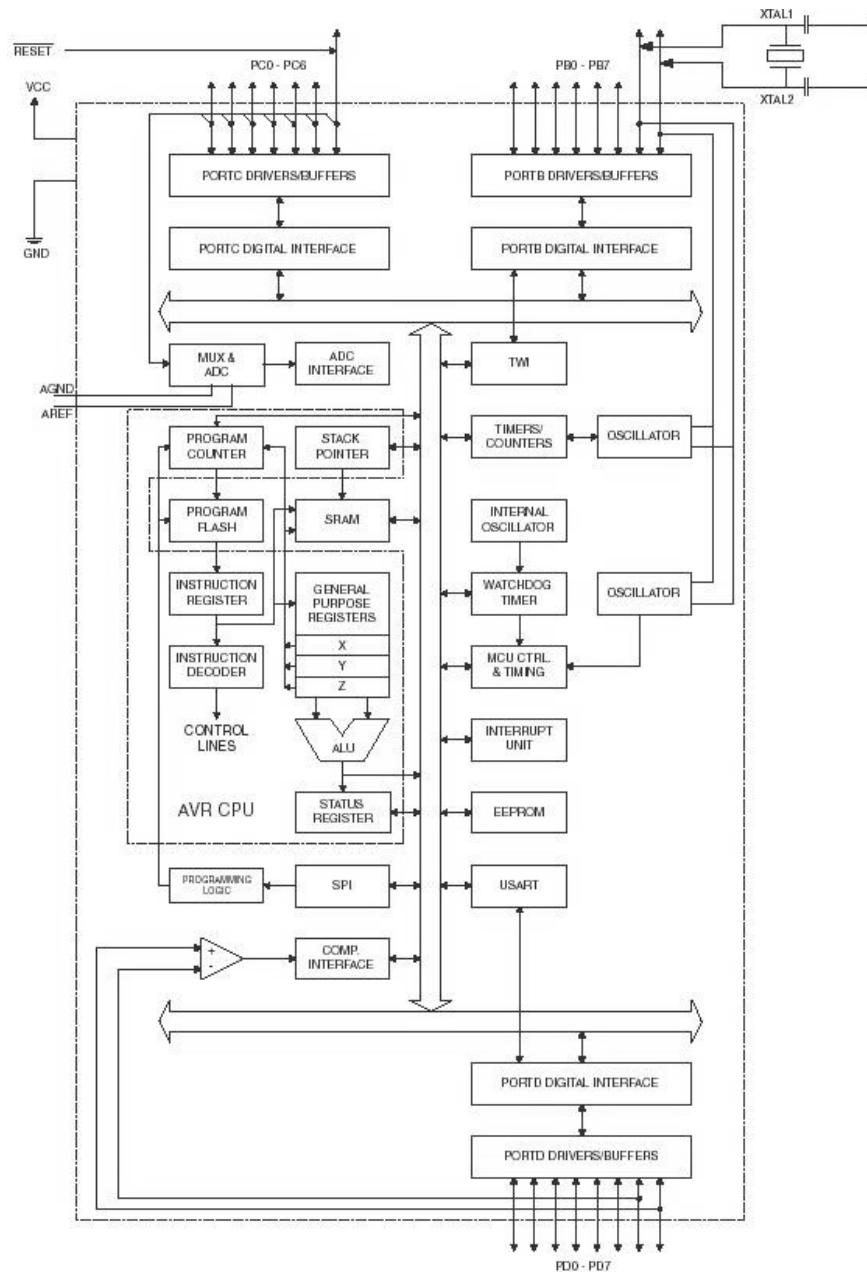 XTAL1
RESET
PC0 - PC6
PB0 - PB7
VCC
XTAL2
PORTC DRIVERS/BUFFERS
PORTB DRIVERS/BUFFERS
PORTC DIGITAL INTERFACE
PORTB DIGITAL INTERFACE
GND
MUX &
ADC
ADC
INTERFACE
TWI
AGND
AREF
PROGRAM
COUNTER
STACK
POINTER
TIMERS/
COUNTERS
OSCILLATOR
PROGRAM
FLASH
SRAM
INTERNAL
OSCILLATOR
INSTRUCTION
REGISTER
GENERAL
PURPOSE
REGISTERS
WATCHDOG
TIMER
OSCILLATOR
X
Y
Z
INSTRUCTION
DECODER
MCU CTRL.
& TIMING
CONTROL
LINES
ALU
INTERRUPT
UNIT
AVR CPU
STATUS
REGISTER
EEPROM
PROGRAMMING
LOGIC
SPI
USART
+
-
COMP.
INTERFACE
PORTD DIGITAL INTERFACE
PORTD DRIVERS/BUFFERS
PD0 - PD7